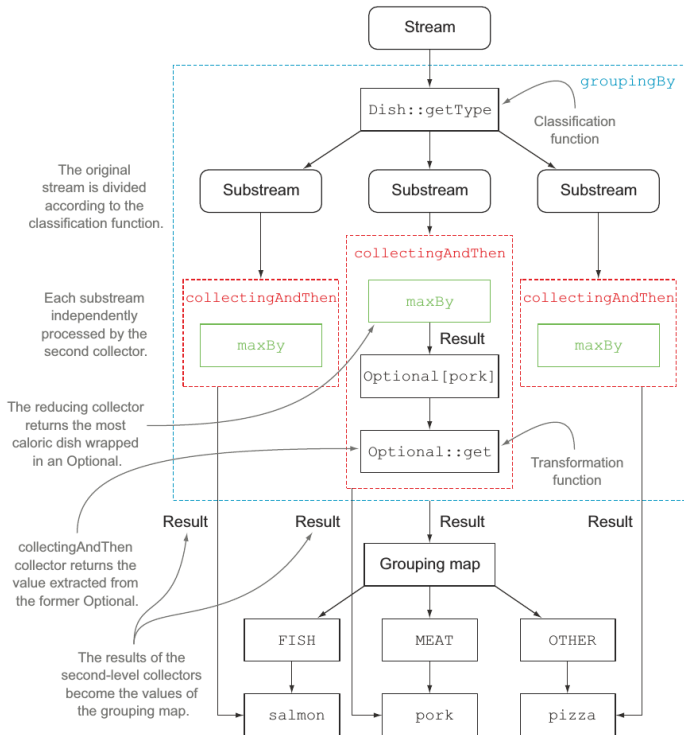 Stream
groupingBy
Dish::getType
Classification
function
The original
stream is divided
according to the
classification function.
Substream
Substream
Substream
collectingAndThen
collectingAndThen
collectingAndThen
Each substream
independently
processed by the
second collector.
maxBy
maxBy
maxBy
Result
Optional[pork]
The reducing collector
returns the most
caloric dish wrapped
in an Optional.
Optional::get
Transformation
function
Result
Result
Result
Result
collectingAndThen
collector returns the
value extracted from
the former Optional.
Grouping map
FISH
MEAT
OTHER
The results of the
second-level collectors
become the values of
the grouping map.
salmon
pork
pizza